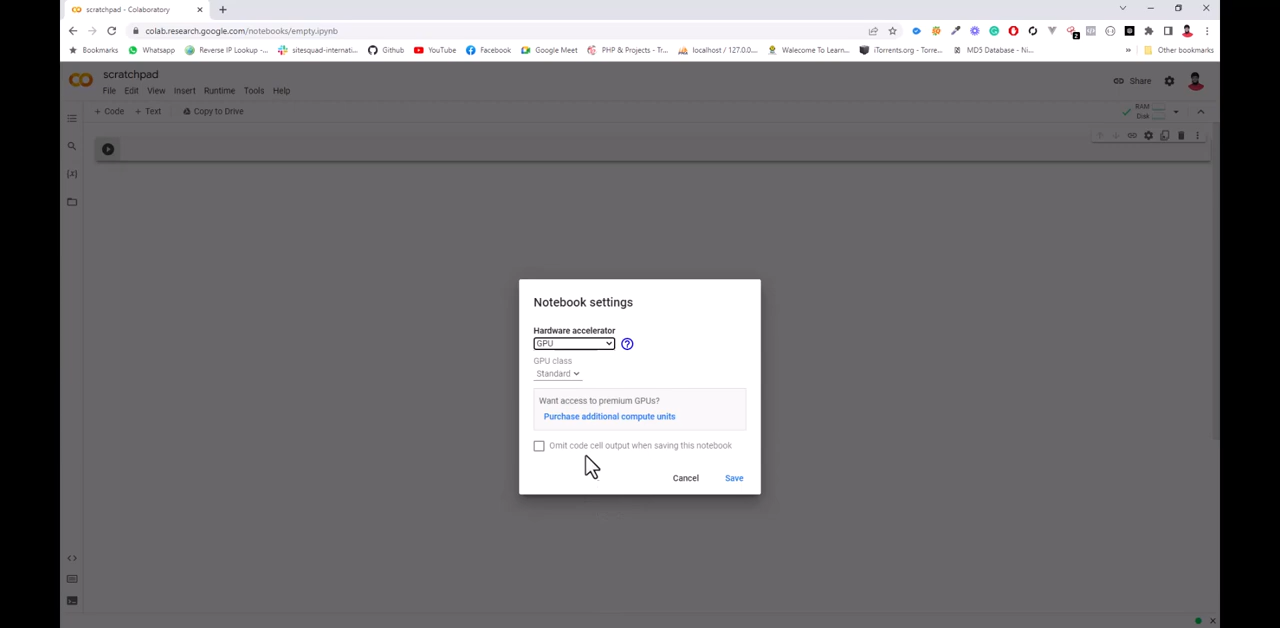 scratchpad - Colaboratory
colab.research.google.com/notebooks/empty.ipynb
Bookmarks
Whatsapp
Reverse IP Lookup -...
sitesquad-internati...
Github
YouTube
Facebook
Google Meet
PHP & Projects - Tr...
localhost / 127.0.0....
Walcome To Learn...
iTorrents.org - Torre...
MD5 Database - Ni...
»
Other bookmarks
scratchpad
File Edit View Insert Runtime Tools Help
Share
+ Code + Text Copy to Drive
RAM
Disk
Notebook settings
Hardware accelerator
GPU
GPU class
Standard
Want access to premium GPUs?
Purchase additional compute units
Omit code cell output when saving this notebook
Cancel Save